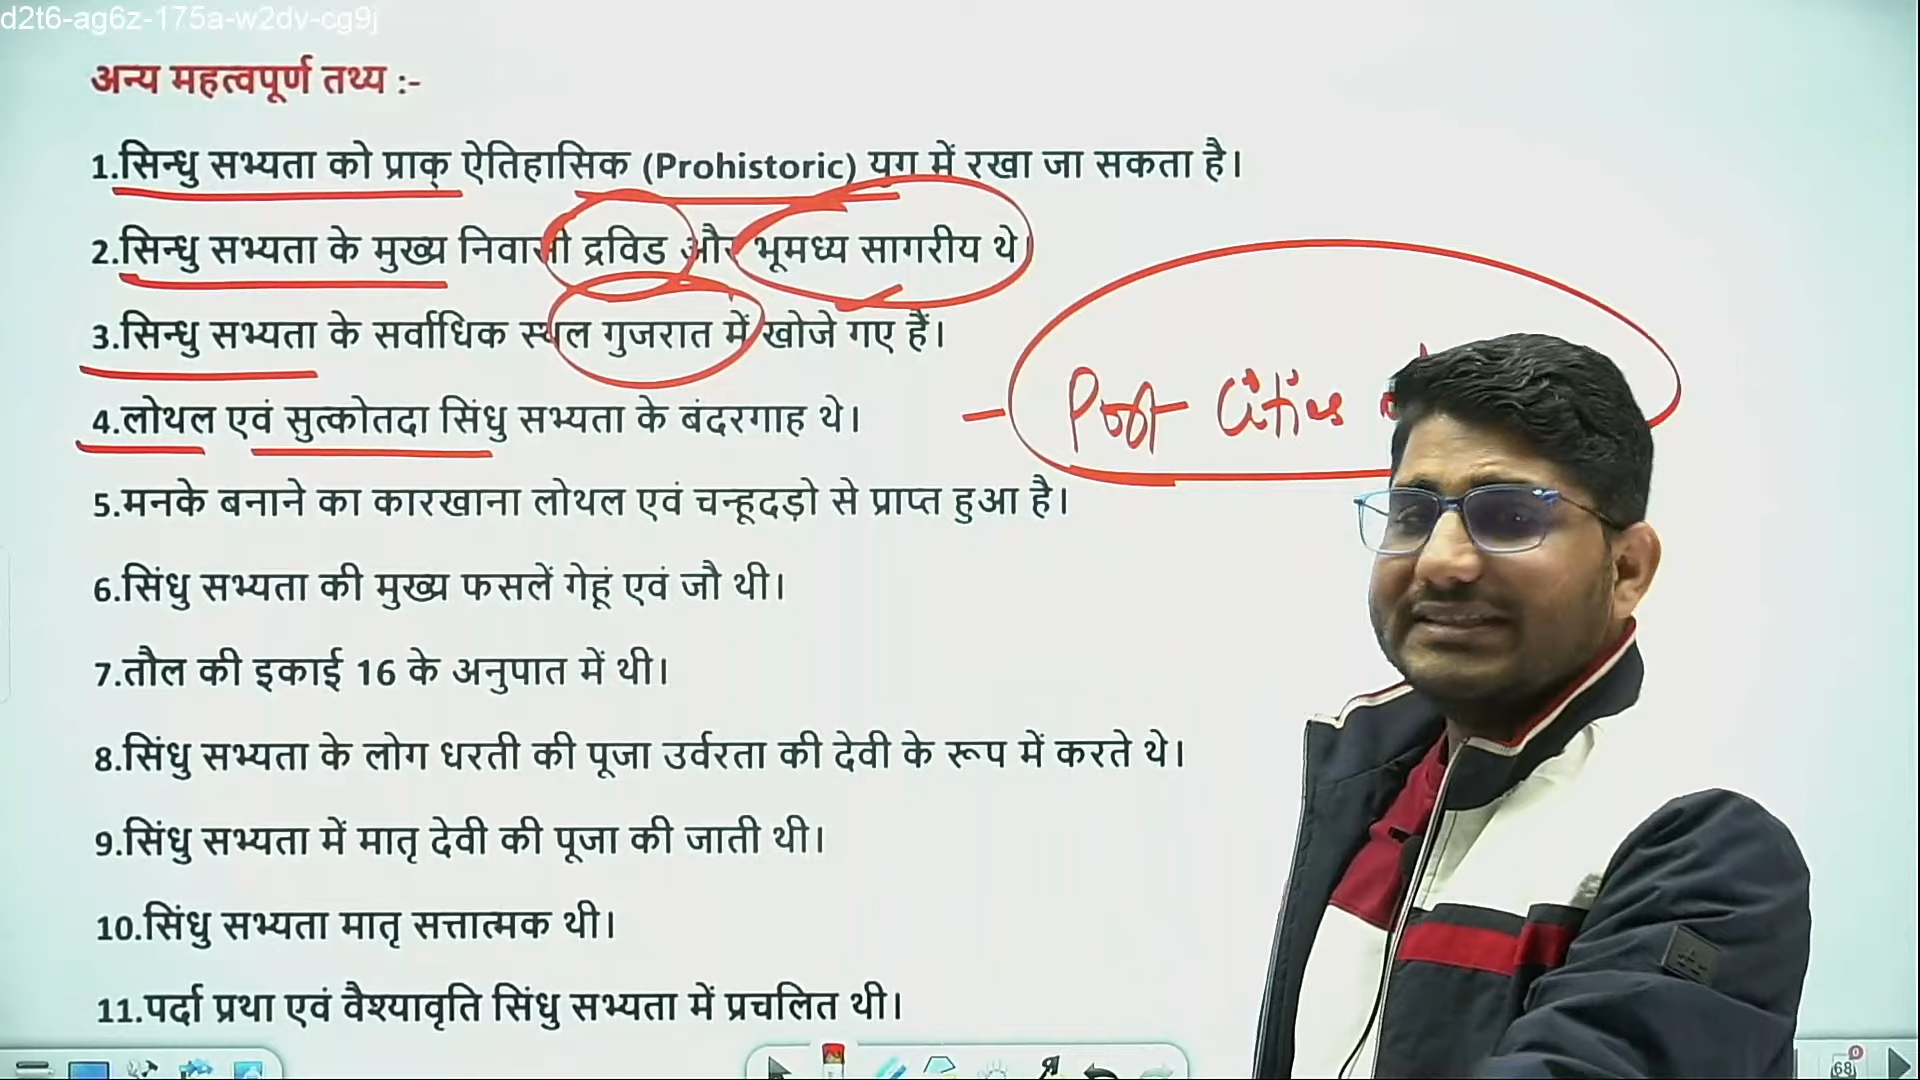 d2t6-ag6z-175a-w2dv-cg9j
अन्य महत्वपूर्ण तथ्य :-
1.सिन्धु सभ्यता को प्राक् ऐतिहासिक (Prohistoric) युग में रखा जा सकता है।
2.सिन्धु सभ्यता के मुख्य निवासी द्रविड और भूमध्य सागरीय थे।
3.सिन्धु सभ्यता के सर्वाधिक स्थल गुजरात में खोजे गए हैं।
4.लोथल एवं सुत्कोतदा सिंधु सभ्यता के बंदरगाह थे।
- Port Cities
5.मनके बनाने का कारखाना लोथल एवं चन्हूदड़ो से प्राप्त हुआ है।
6.सिंधु सभ्यता की मुख्य फसलें गेहूं एवं जौ थी।
7.तौल की इकाई 16 के अनुपात में थी।
8.सिंधु सभ्यता के लोग धरती की पूजा उर्वरता की देवी के रूप में करते थे।
9.सिंधु सभ्यता में मातृ देवी की पूजा की जाती थी।
10.सिंधु सभ्यता मातृ सत्तात्मक थी।
11.पर्दा प्रथा एवं वैश्यावृति सिंधु सभ्यता में प्रचलित थी।
68